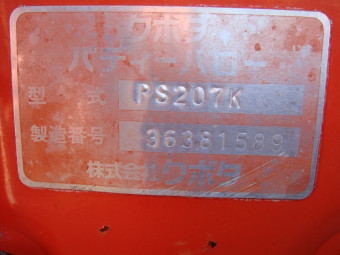 クボタ
パディーハロー
型 式 PS207K
製造番号 36381589
株式会社クボタ